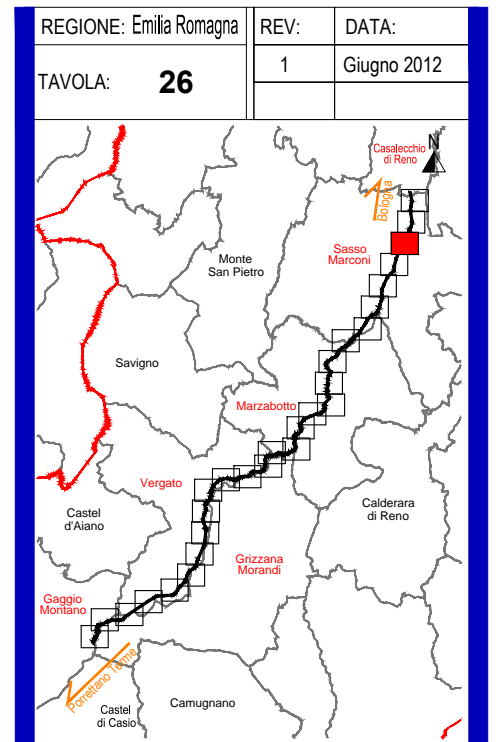 REGIONE: Emilia Romagna
REV:
DATA:
TAVOLA: 26
1
Giugno 2012
Casalecchio
di Reno
N
Bologna
Sasso
Marconi
Monte
San Pietro
Savigno
Marzabotto
Vergato
Castel
d'Aiano
Calderara
di Reno
Grizzana
Morandi
Gaggio
Montano
Porrettano Terme
Castel
di Casio
Camugnano